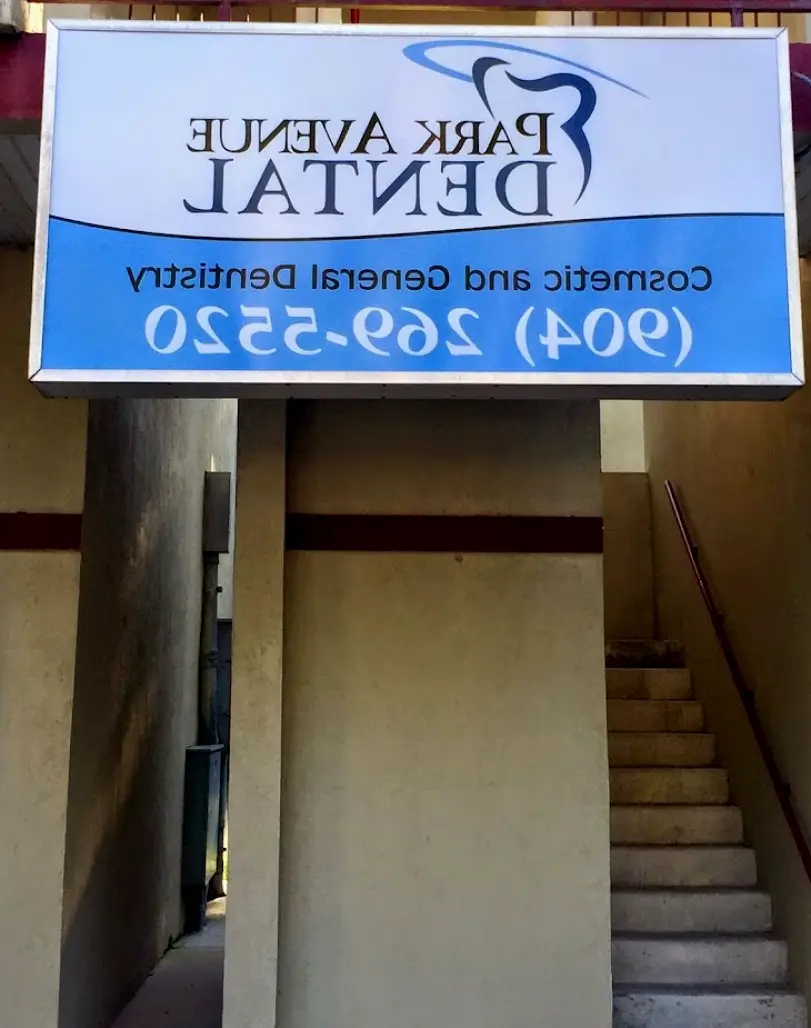 PARK AVENUE
DENTAL
Cosmetic and General Dentistry
(904) 269-5520